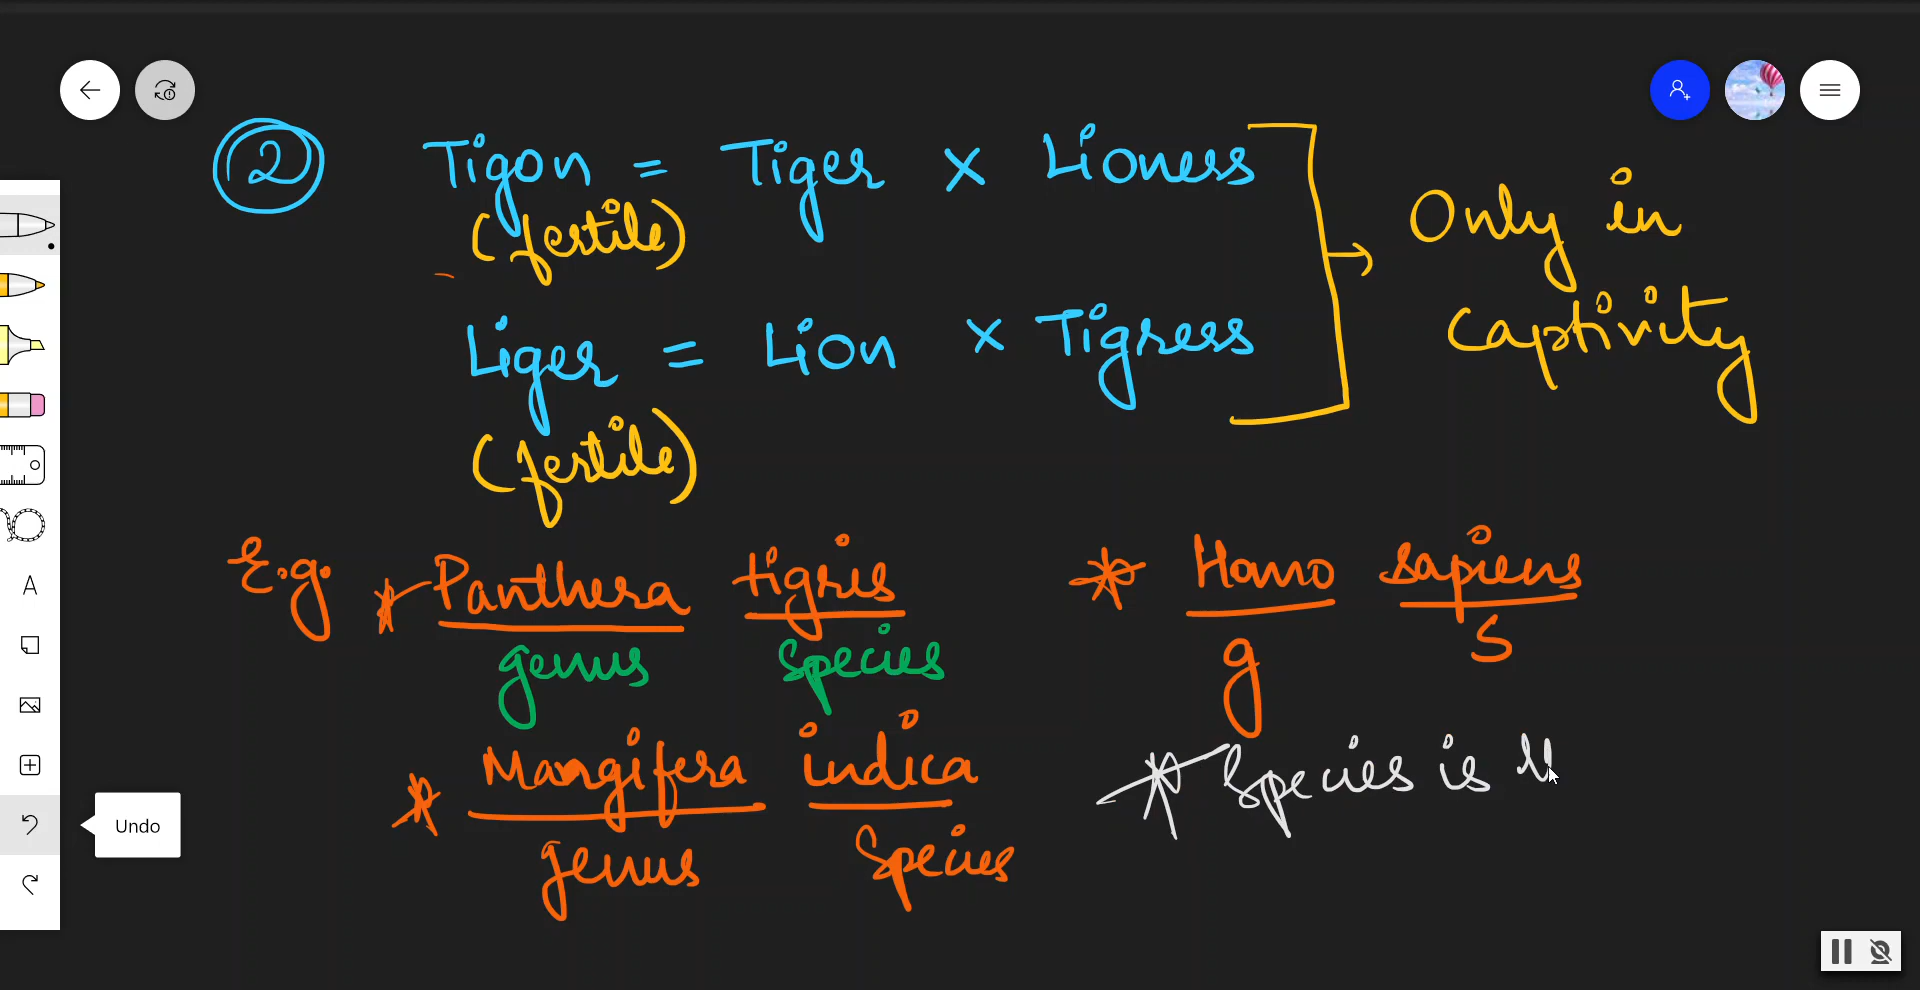 2 Tigon = Tiger × Lioness
(fertile)
Only in
Captivity
Liger = Lion × Tigress
(fertile)
E.g. * Panthera tigris
genus species
* Homo sapiens
g s
* Mangifera indica
genus species
* Species is
Undo
A